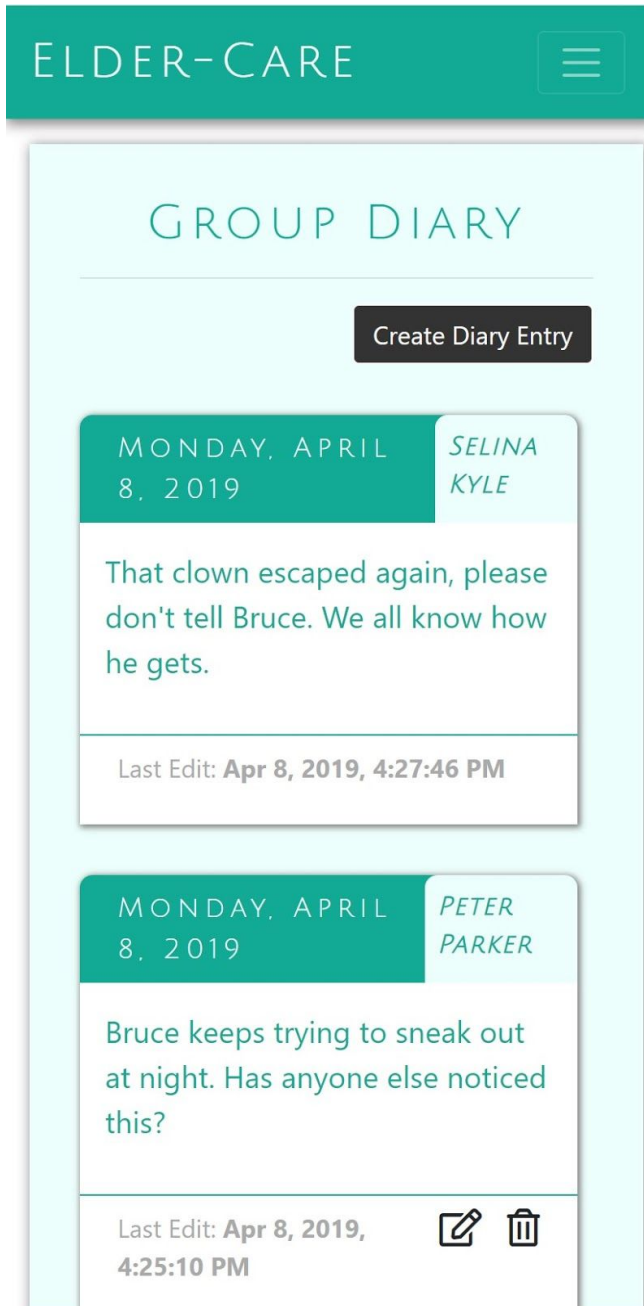 Elder-Care
Group Diary
Create Diary Entry
Monday, April
8, 2019
Selina
Kyle
That clown escaped again, please
don't tell Bruce. We all know how
he gets.
Last Edit: Apr 8, 2019, 4:27:46 PM
Monday, April
8, 2019
Peter
Parker
Bruce keeps trying to sneak out
at night. Has anyone else noticed
this?
Last Edit: Apr 8, 2019,
4:25:10 PM